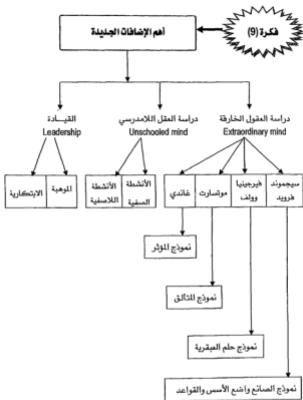 فكرة (9)
أهم الإضافات الجديدة
دراسة العقول الخارقة
Extraordinary mind
دراسة العقل اللامدرسي
Unschooled mind
القيادة
Leadership
سيجموند
فرويد
فيرجينيا
وولف
موتسارت
غاندي
الأنشطة
الصفية
الأنشطة
اللاصفية
الموهبة
الابتكارية
نموذج المؤثر
نموذج المتألق
نموذج حلم العبقرية
نموذج الصانع واضع الأسس والقواعد